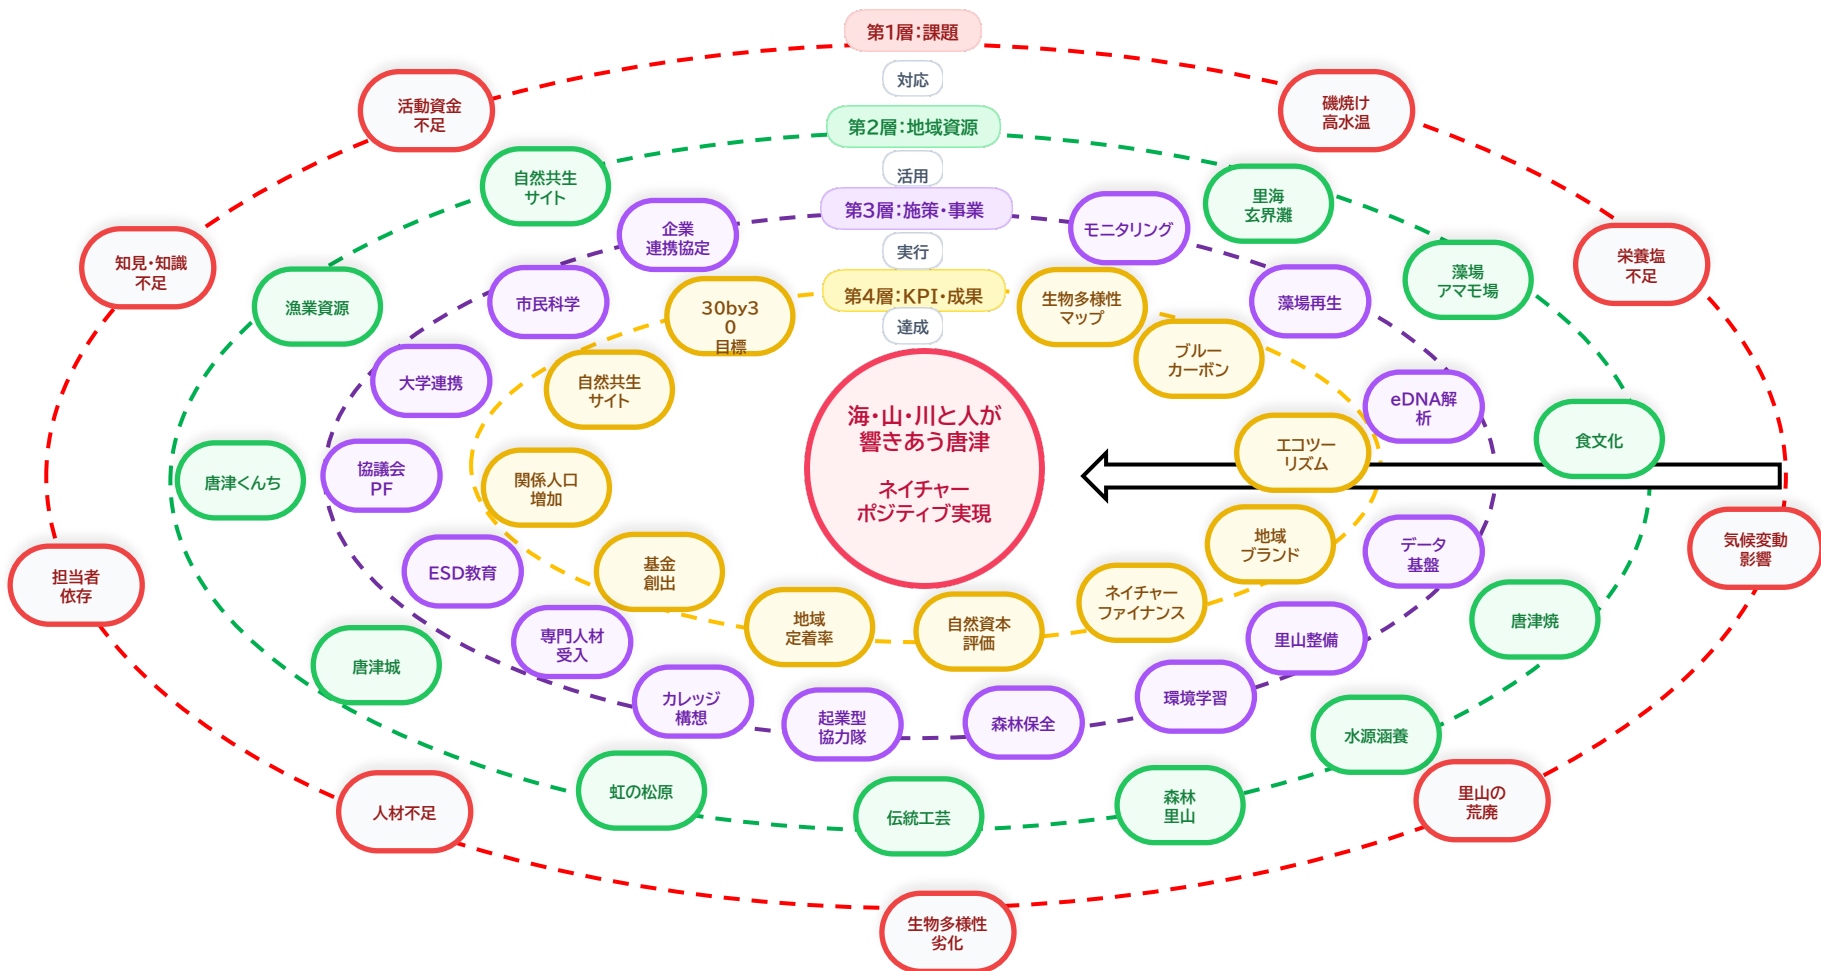 第1層：課題
対応
第2層：地域資源
活用
第3層：施策・事業
実行
第4層：KPI・成果
達成
海・山・川と人が
響きあう唐津
ネイチャー
ポジティブ実現
磯焼け
高水温
栄養塩
不足
気候変動
影響
里山の
荒廃
生物多様性
劣化
人材不足
担当者
依存
知見・知識
不足
活動資金
不足
里海
玄界灘
藻場
アマモ場
食文化
唐津焼
水源涵養
森林
里山
伝統工芸
虹の松原
唐津城
唐津くんち
漁業資源
自然共生
サイト
モニタリング
藻場再生
eDNA解
析
データ
基盤
里山整備
環境学習
森林保全
起業型
協力隊
カレッジ
構想
専門人材
受入
ESD教育
協議会
PF
大学連携
市民科学
企業
連携協定
生物多様性
マップ
ブルー
カーボン
エコツー
リズム
地域
ブランド
ネイチャー
ファイナンス
自然資本
評価
地域
定着率
基金
創出
関係人口
増加
自然共生
サイト
30by3
0
目標